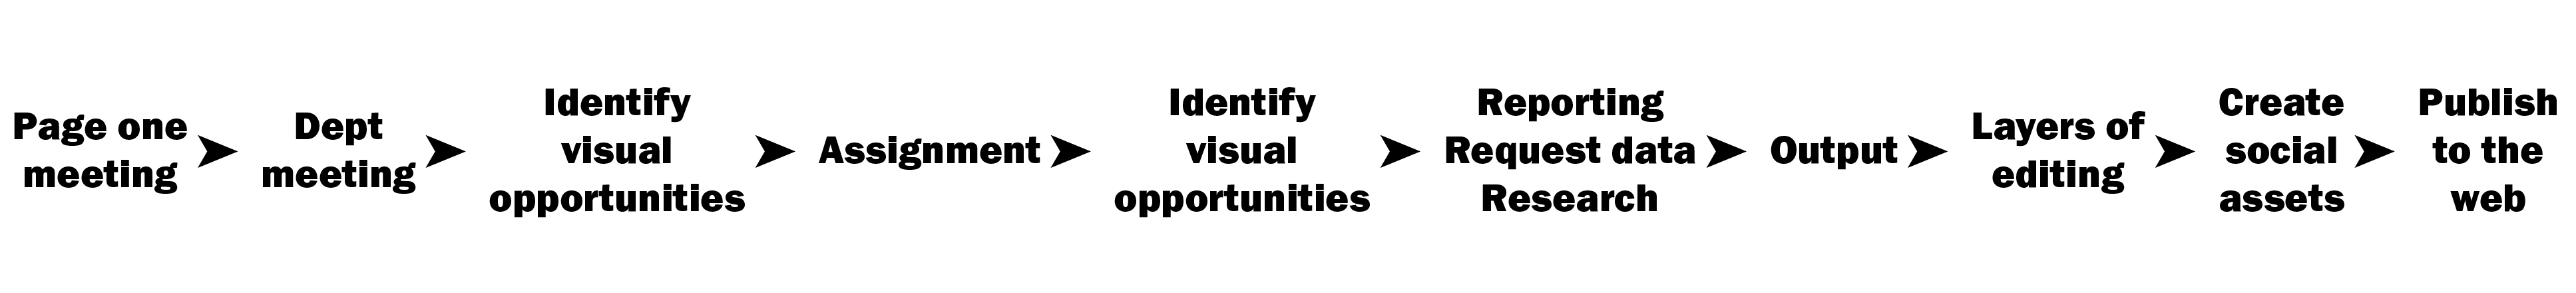 Page one
meeting
Dept
meeting
Identify
visual
opportunities
Assignment
Identify
visual
opportunities
Reporting
Request data
Research
Output
Layers of
editing
Create
social
assets
Publish
to the
web